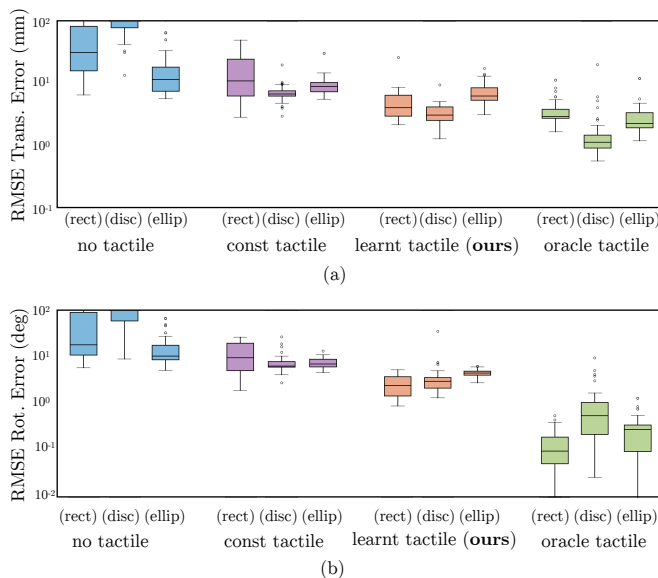 RMSE Trans. Error (mm)
10²
10¹
10⁰
10⁻¹
(rect) (disc) (ellip) (rect) (disc) (ellip) (rect) (disc) (ellip) (rect) (disc) (ellip)
no tactile const tactile learnt tactile (ours) oracle tactile
(a)
RMSE Rot. Error (deg)
10²
10¹
10⁰
10⁻¹
10⁻²
(rect) (disc) (ellip) (rect) (disc) (ellip) (rect) (disc) (ellip) (rect) (disc) (ellip)
no tactile const tactile learnt tactile (ours) oracle tactile
(b)